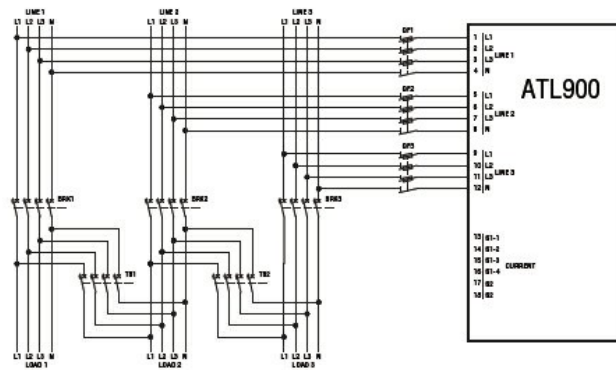 LINE 1 LINE 2 LINE 3
L1 L2 L3 N L1 L2 L3 N L1 L2 L3 N
QF1
1 L1
2 L2
3 L3
4 N
LINE 1
ATL900
QF2
5 L1
6 L2
7 L3
8 N
LINE 2
QF3
9 L1
10 L2
11 L3
12 N
LINE 3
BRK1 BRK2 BRK3
13 S1-1
14 S1-2
15 S1-3
16 S1-4
17 S2
18 S2
CURRENT
TB1 TB2
L1 L2 L3 N L1 L2 L3 N L1 L2 L3 N
LOAD 1 LOAD 2 LOAD 3